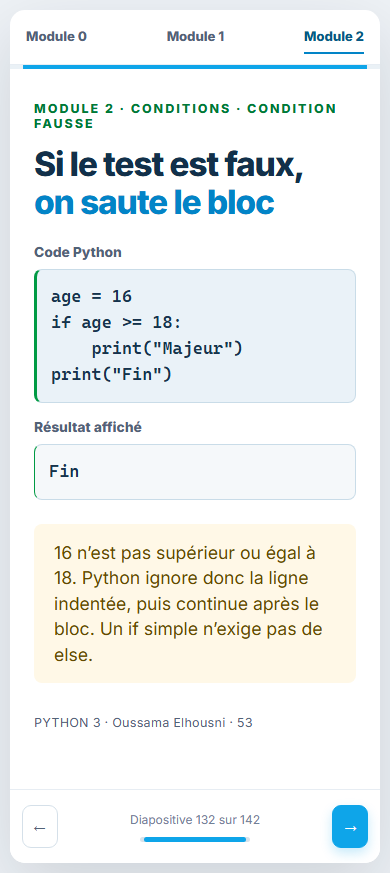 Module 0 Module 1 Module 2
MODULE 2 · CONDITIONS · CONDITION
FAUSSE
Si le test est faux,
on saute le bloc
Code Python
age = 16
if age >= 18:
    print("Majeur")
print("Fin")
Résultat affiché
Fin
16 n’est pas supérieur ou égal à
18. Python ignore donc la ligne
indentée, puis continue après le
bloc. Un if simple n’exige pas de
else.
PYTHON 3 · Oussama Elhousni · 53
← Diapositive 132 sur 142 →